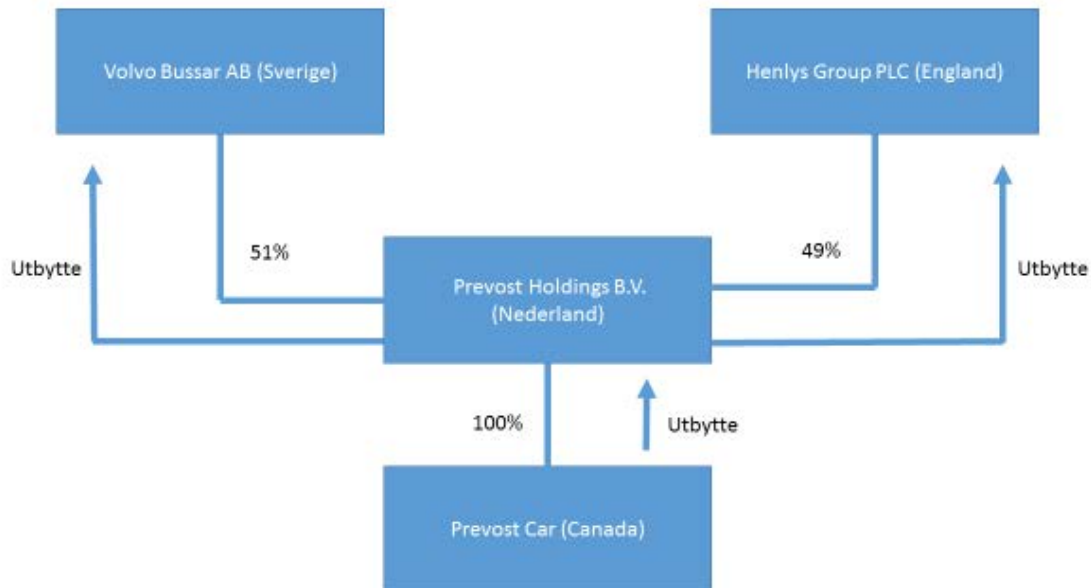 Volvo Bussar AB (Sverige)
Henlys Group PLC (England)
51%
49%
Utbytte
Utbytte
Prevost Holdings B.V.
(Nederland)
100%
Utbytte
Prevost Car (Canada)